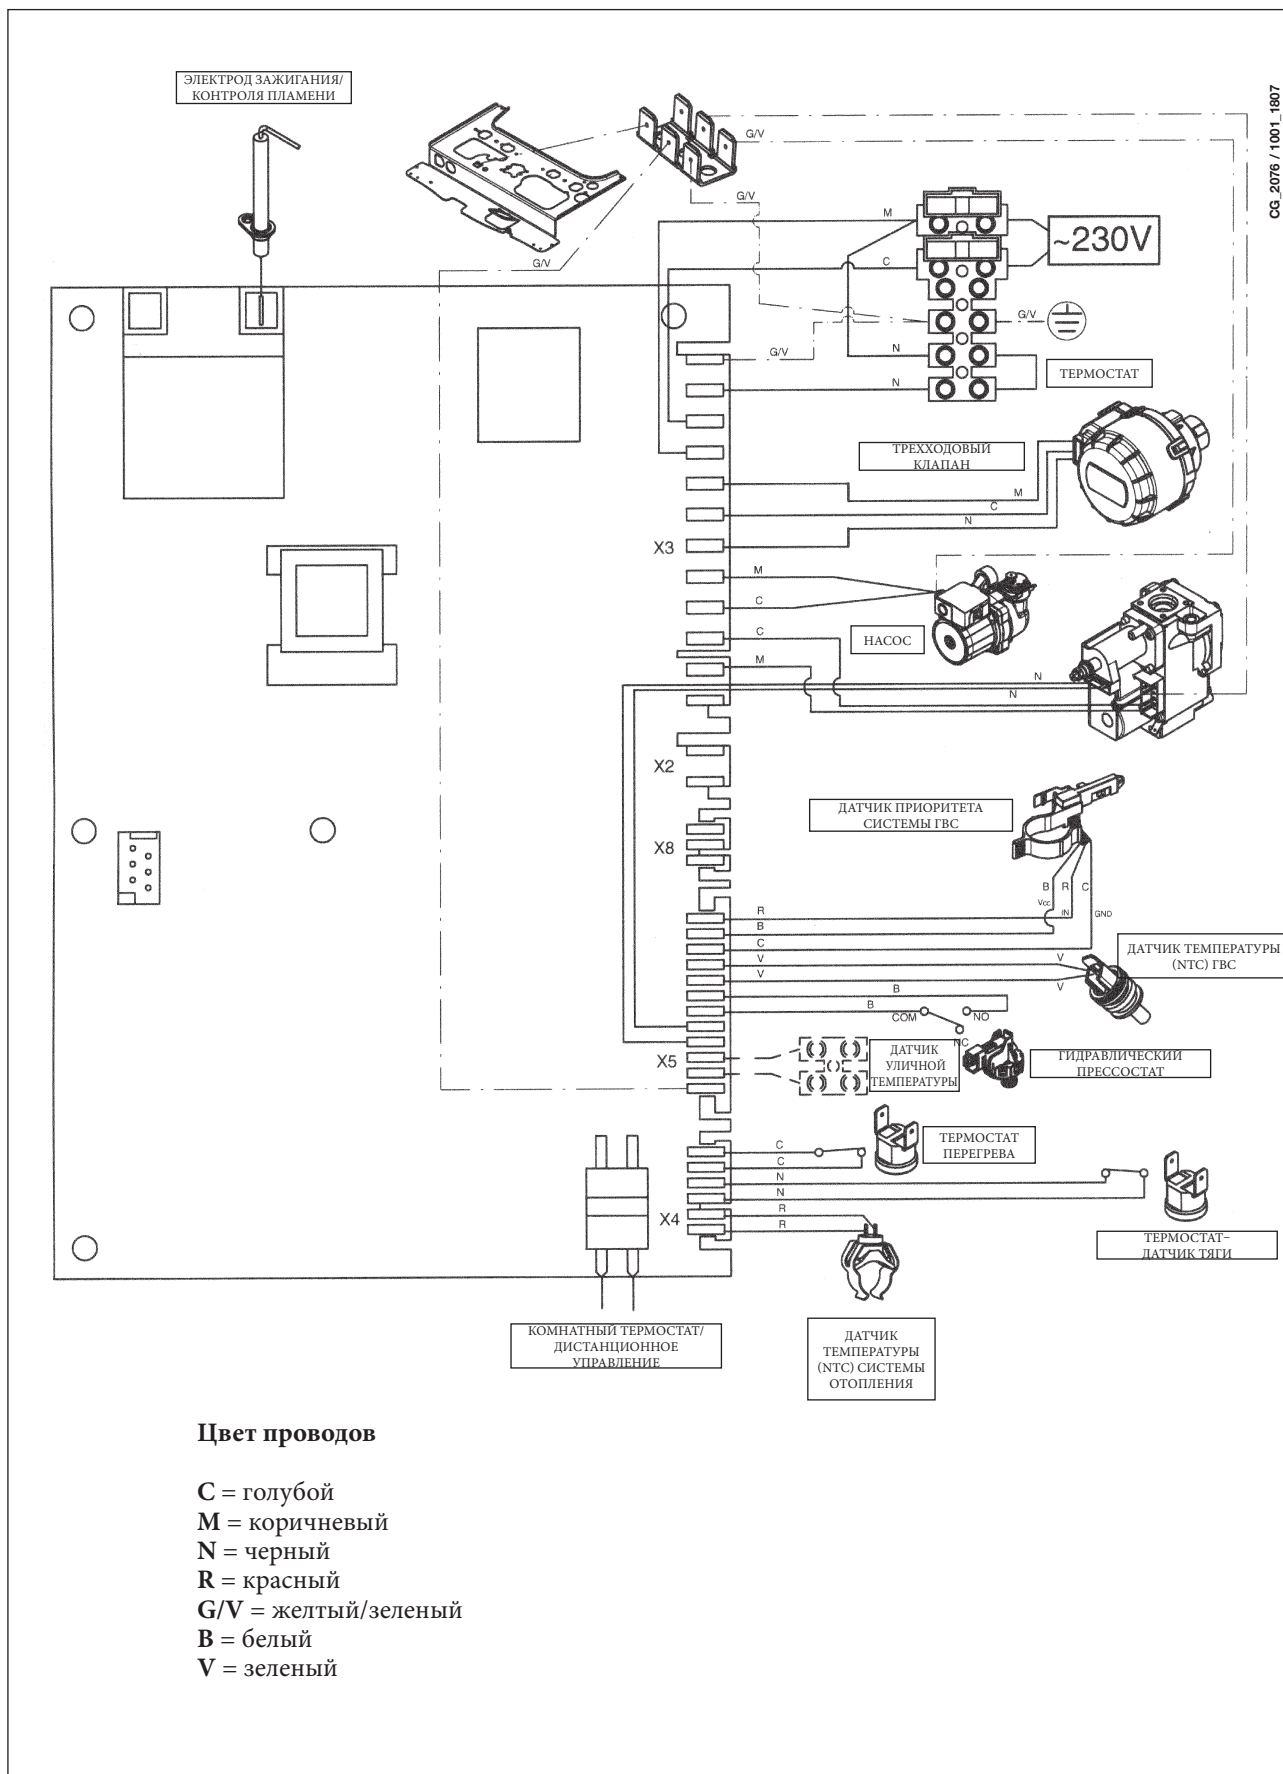 ЭЛЕКТРОД ЗАЖИГАНИЯ/
КОНТРОЛЯ ПЛАМЕНИ
CG_2076 / 1001_1807
G/V
G/V
G/V
M
~230V
C
G/V
G/V
N
ТЕРМОСТАТ
N
ТРЕХХОДОВЫЙ
КЛАПАН
M
C
N
X3
M
C
НАСОС
C
M
N
N
X2
ДАТЧИК ПРИОРИТЕТА
СИСТЕМЫ ГВС
X8
B R C
Vcc
IN
GND
R
B
C
V
V
V
V
ДАТЧИК ТЕМПЕРАТУРЫ
(NTC) ГВС
B
B
COM
NO
NC
X5
ДАТЧИК
УЛИЧНОЙ
ТЕМПЕРАТУРЫ
ГИДРАВЛИЧЕСКИЙ
ПРЕССОСТАТ
C
C
ТЕРМОСТАТ
ПЕРЕГРЕВА
N
N
X4
R
R
ТЕРМОСТАТ-
ДАТЧИК ТЯГИ
КОМНАТНЫЙ ТЕРМОСТАТ/
ДИСТАНЦИОННОЕ
УПРАВЛЕНИЕ
ДАТЧИК
ТЕМПЕРАТУРЫ
(NTC) СИСТЕМЫ
ОТОПЛЕНИЯ
Цвет проводов
C = голубой
M = коричневый
N = черный
R = красный
G/V = желтый/зеленый
B = белый
V = зеленый